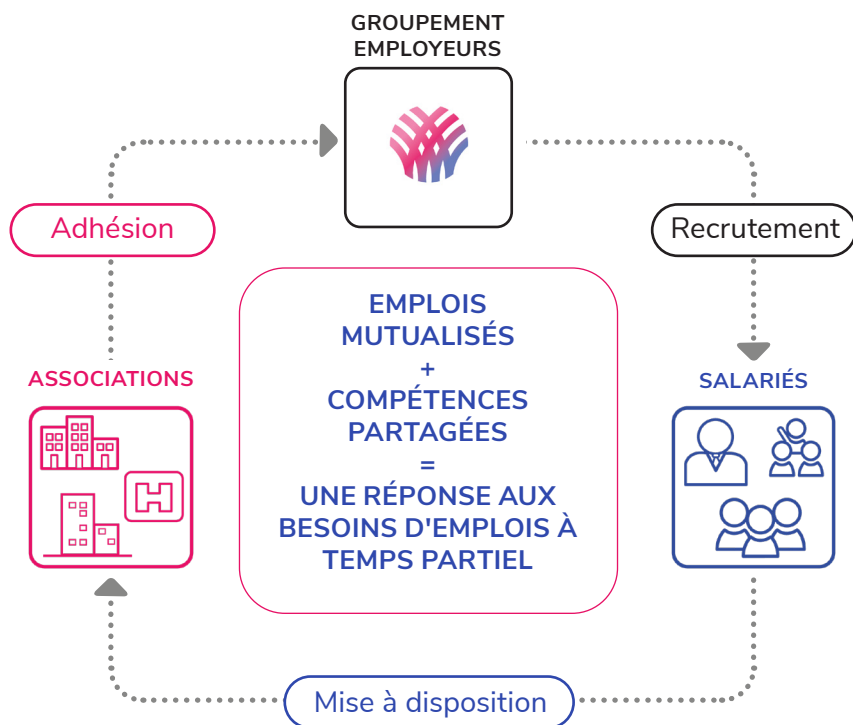 GROUPEMENT
EMPLOYEURS
Adhésion
Recrutement
EMPLOIS
MUTUALISÉS
+
COMPÉTENCES
PARTAGÉES
=
UNE RÉPONSE AUX
BESOINS D'EMPLOIS À
TEMPS PARTIEL
ASSOCIATIONS
SALARIÉS
H
Mise à disposition